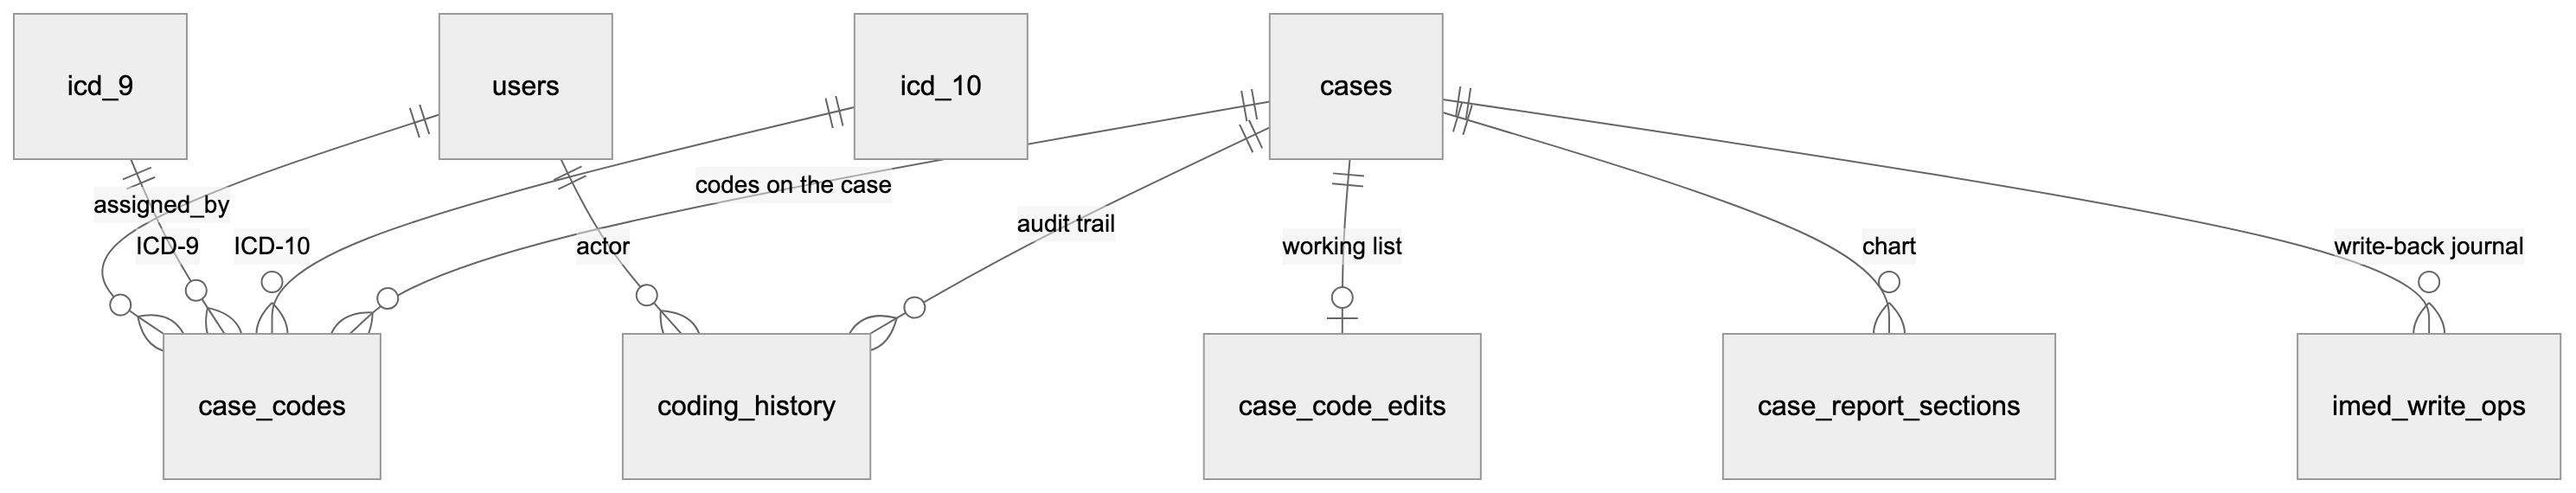 icd_9
users
icd_10
cases
codes on the case
assigned_by
audit trail
ICD-9
ICD-10
actor
working list
chart
write-back journal
case_codes
coding_history
case_code_edits
case_report_sections
imed_write_ops